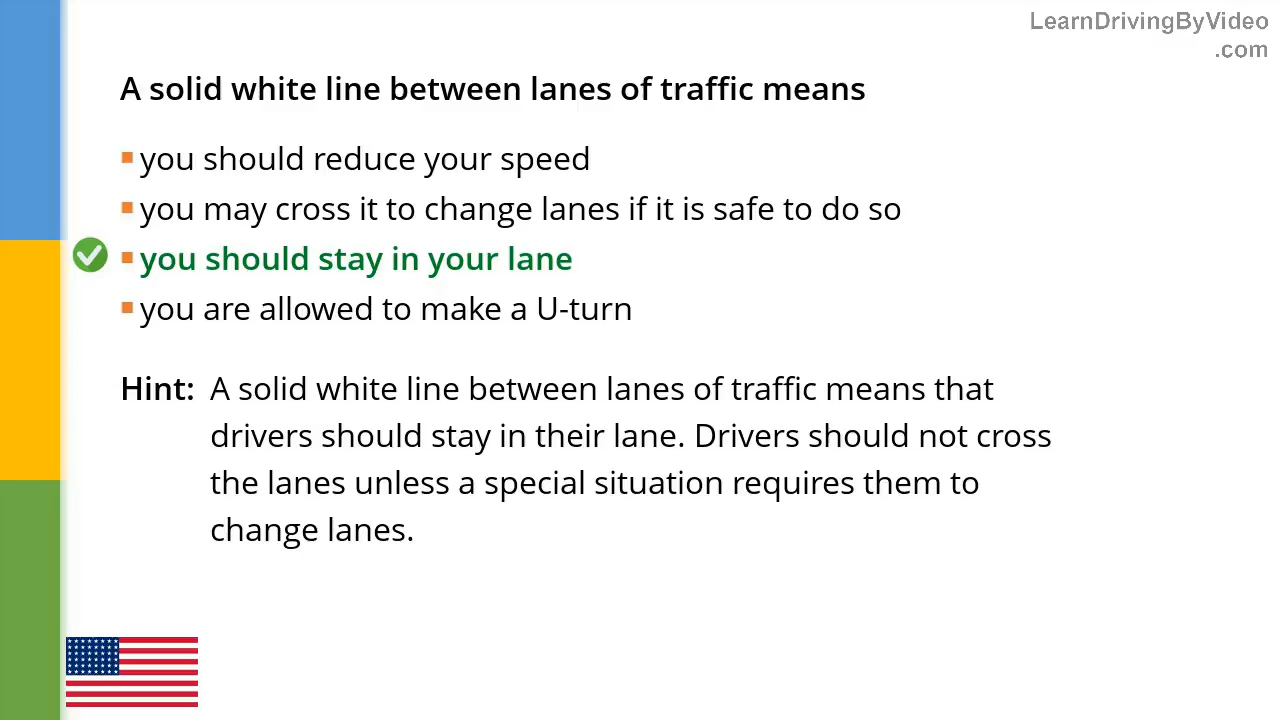 LearnDrivingByVideo
.com
A solid white line between lanes of traffic means
you should reduce your speed
you may cross it to change lanes if it is safe to do so
you should stay in your lane
you are allowed to make a U-turn
Hint: A solid white line between lanes of traffic means that
drivers should stay in their lane. Drivers should not cross
the lanes unless a special situation requires them to
change lanes.